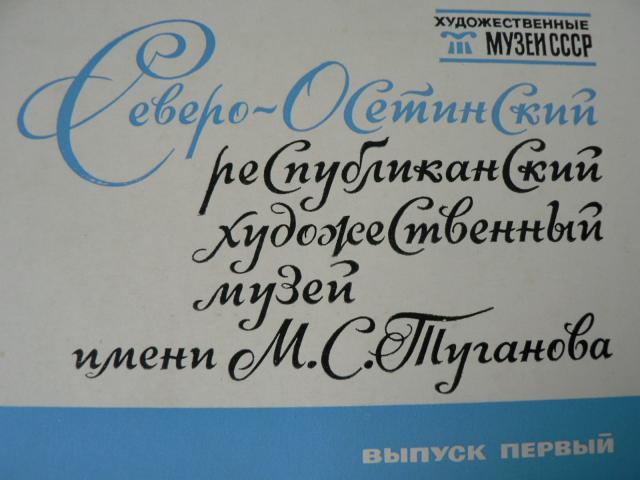 ХУДОЖЕСТВЕННЫЕ
МУЗЕИ СССР
Северо-Осетинский
республиканский
художественный
музей
имени М.С.Туганова
ВЫПУСК ПЕРВЫЙ